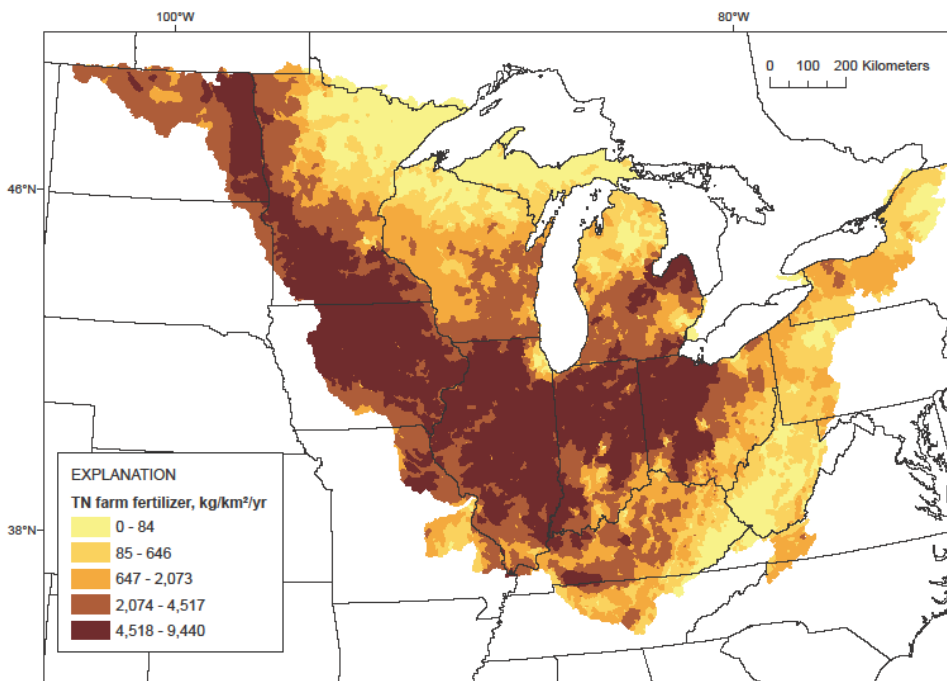 100°W
80°W
0 100 200 Kilometers
46°N
38°N
EXPLANATION
TN farm fertilizer, kg/km²/yr
0 - 84
85 - 646
647 - 2,073
2,074 - 4,517
4,518 - 9,440